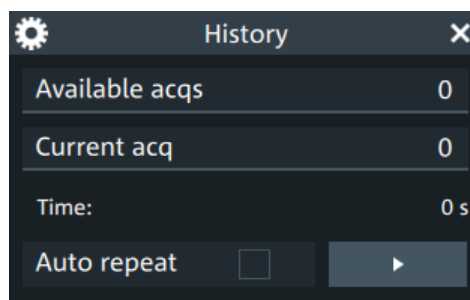 History
Available acqs 0
Current acq 0
Time: 0 s
Auto repeat